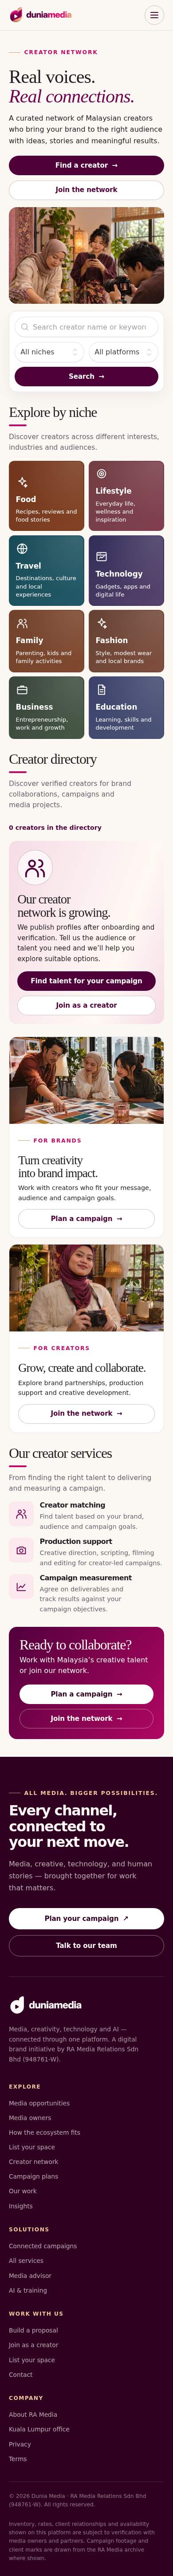 duniamedia
CREATOR NETWORK
Real voices.
Real connections.
A curated network of Malaysian creators
who bring your brand to the right audience
with ideas, stories and meaningful results.
Find a creator →
Join the network
Search creator name or keyword
All niches
All platforms
Search →
Explore by niche
Discover creators across different interests,
industries and audiences.
Food
Recipes, reviews and
food stories
Lifestyle
Everyday life,
wellness and
inspiration
Travel
Destinations, culture
and local
experiences
Technology
Gadgets, apps and
digital life
Family
Parenting, kids and
family activities
Fashion
Style, modest wear
and local brands
Business
Entrepreneurship,
work and growth
Education
Learning, skills and
development
Creator directory
Discover verified creators for brand
collaborations, campaigns and
media projects.
0 creators in the directory
Our creator
network is growing.
We publish profiles after onboarding and
verification. Tell us the audience or
talent you need and we'll help you
explore suitable options.
Find talent for your campaign
Join as a creator
FOR BRANDS
Turn creativity
into brand impact.
Work with creators who fit your message,
audience and campaign goals.
Plan a campaign →
FOR CREATORS
Grow, create and collaborate.
Explore brand partnerships, production
support and creative development.
Join the network →
Our creator services
From finding the right talent to delivering
and measuring a campaign.
Creator matching
Find talent based on your brand,
audience and campaign goals.
Production support
Creative direction, scripting, filming
and editing for creator-led campaigns.
Campaign measurement
Agree on deliverables and
track results against your
campaign objectives.
Ready to collaborate?
Work with Malaysia's creative talent
or join our network.
Plan a campaign →
Join the network →
ALL MEDIA. BIGGER POSSIBILITIES.
Every channel,
connected to
your next move.
Media, creativity, technology, and human
stories — brought together for work
that matters.
Plan your campaign ↗
Talk to our team
duniamedia
Media, creativity, technology and AI —
connected through one platform. A digital
brand initiative by RA Media Relations Sdn
Bhd (948761-W).
EXPLORE
Media opportunities
Media owners
How the ecosystem fits
List your space
Creator network
Campaign plans
Our work
Insights
SOLUTIONS
Connected campaigns
All services
Media advisor
AI & training
WORK WITH US
Build a proposal
Join as a creator
List your space
Contact
COMPANY
About RA Media
Kuala Lumpur office
Privacy
Terms
© 2026 Dunia Media · RA Media Relations Sdn Bhd
(948761-W). All rights reserved.
Inventory, rates, client relationships and availability
shown on this platform are subject to verification with
media owners and partners. Campaign footage and
client marks are drawn from the RA Media archive
where shown.